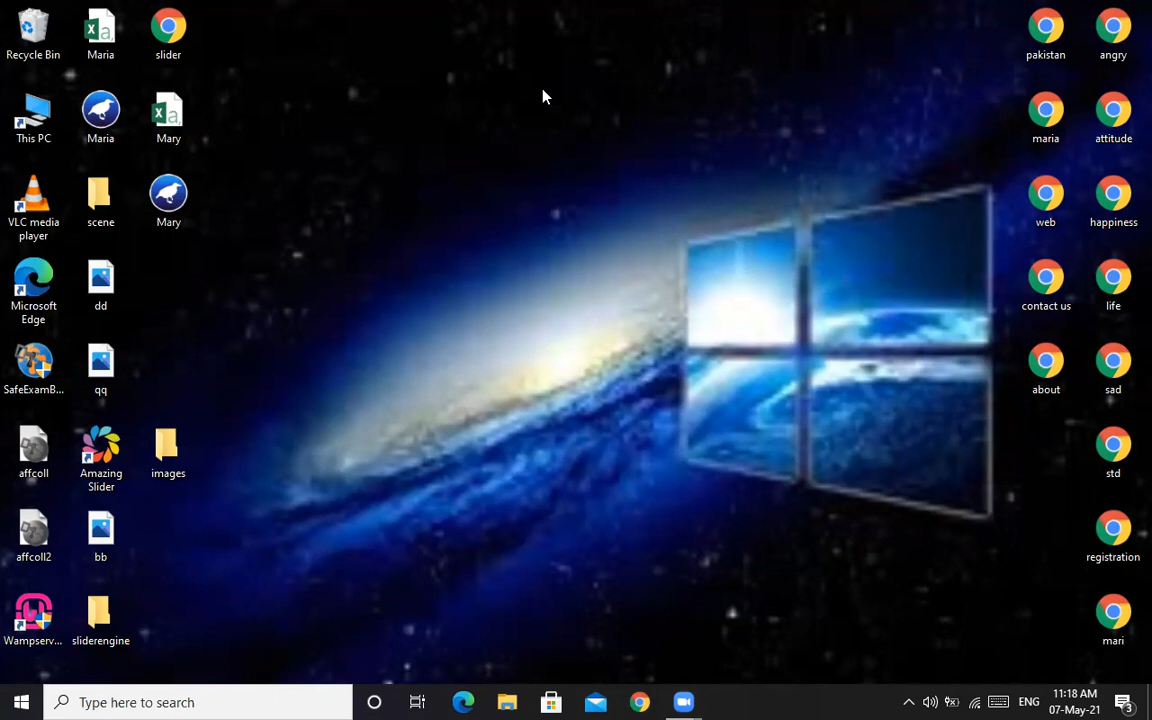 Recycle Bin
Maria
slider
This PC
Maria
Mary
VLC media
player
scene
Mary
Microsoft
Edge
dd
SafeExamB...
qq
affcoll
Amazing
Slider
images
affcoll2
bb
Wampserv...
sliderengine
pakistan
angry
maria
attitude
web
happiness
contact us
life
about
sad
std
registration
mari
Type here to search
ENG
11:18 AM
07-May-21
3